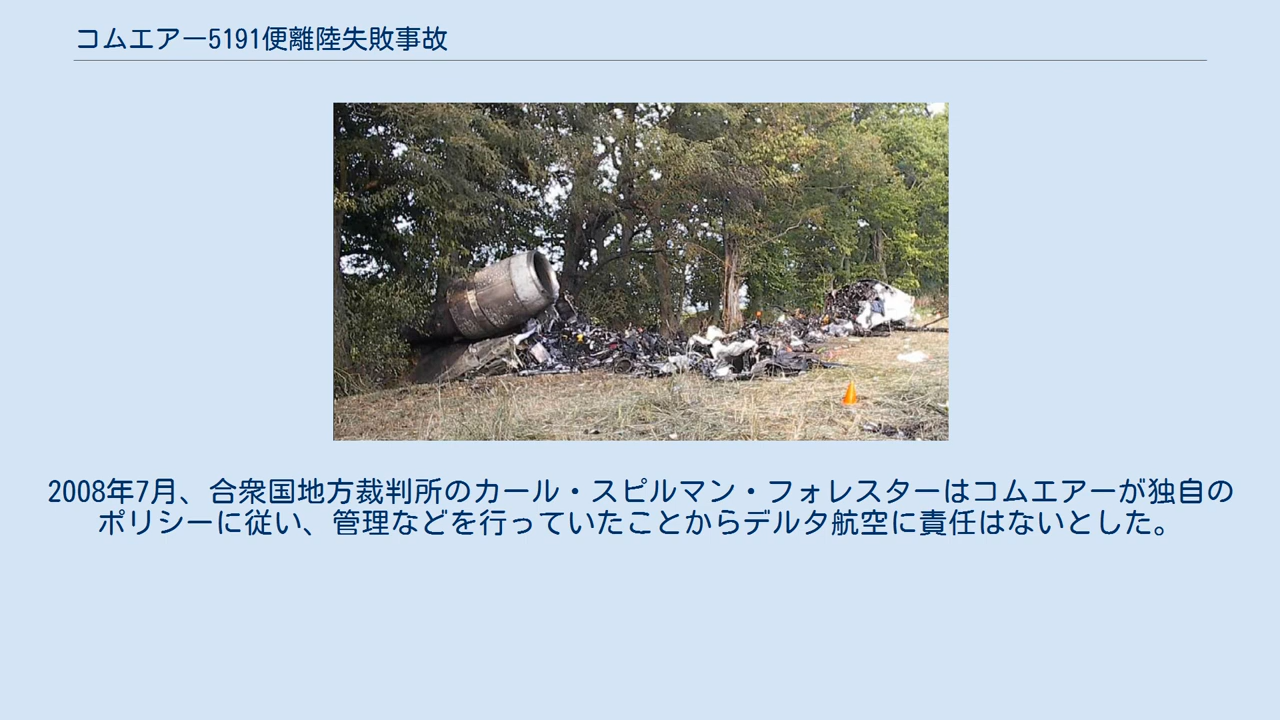 コムエアー5191便離陸失敗事故
2008年7月、合衆国地方裁判所のカール・スピルマン・フォレスターはコムエアーが独自の
ポリシーに従い、管理などを行っていたことからデルタ航空に責任はないとした。